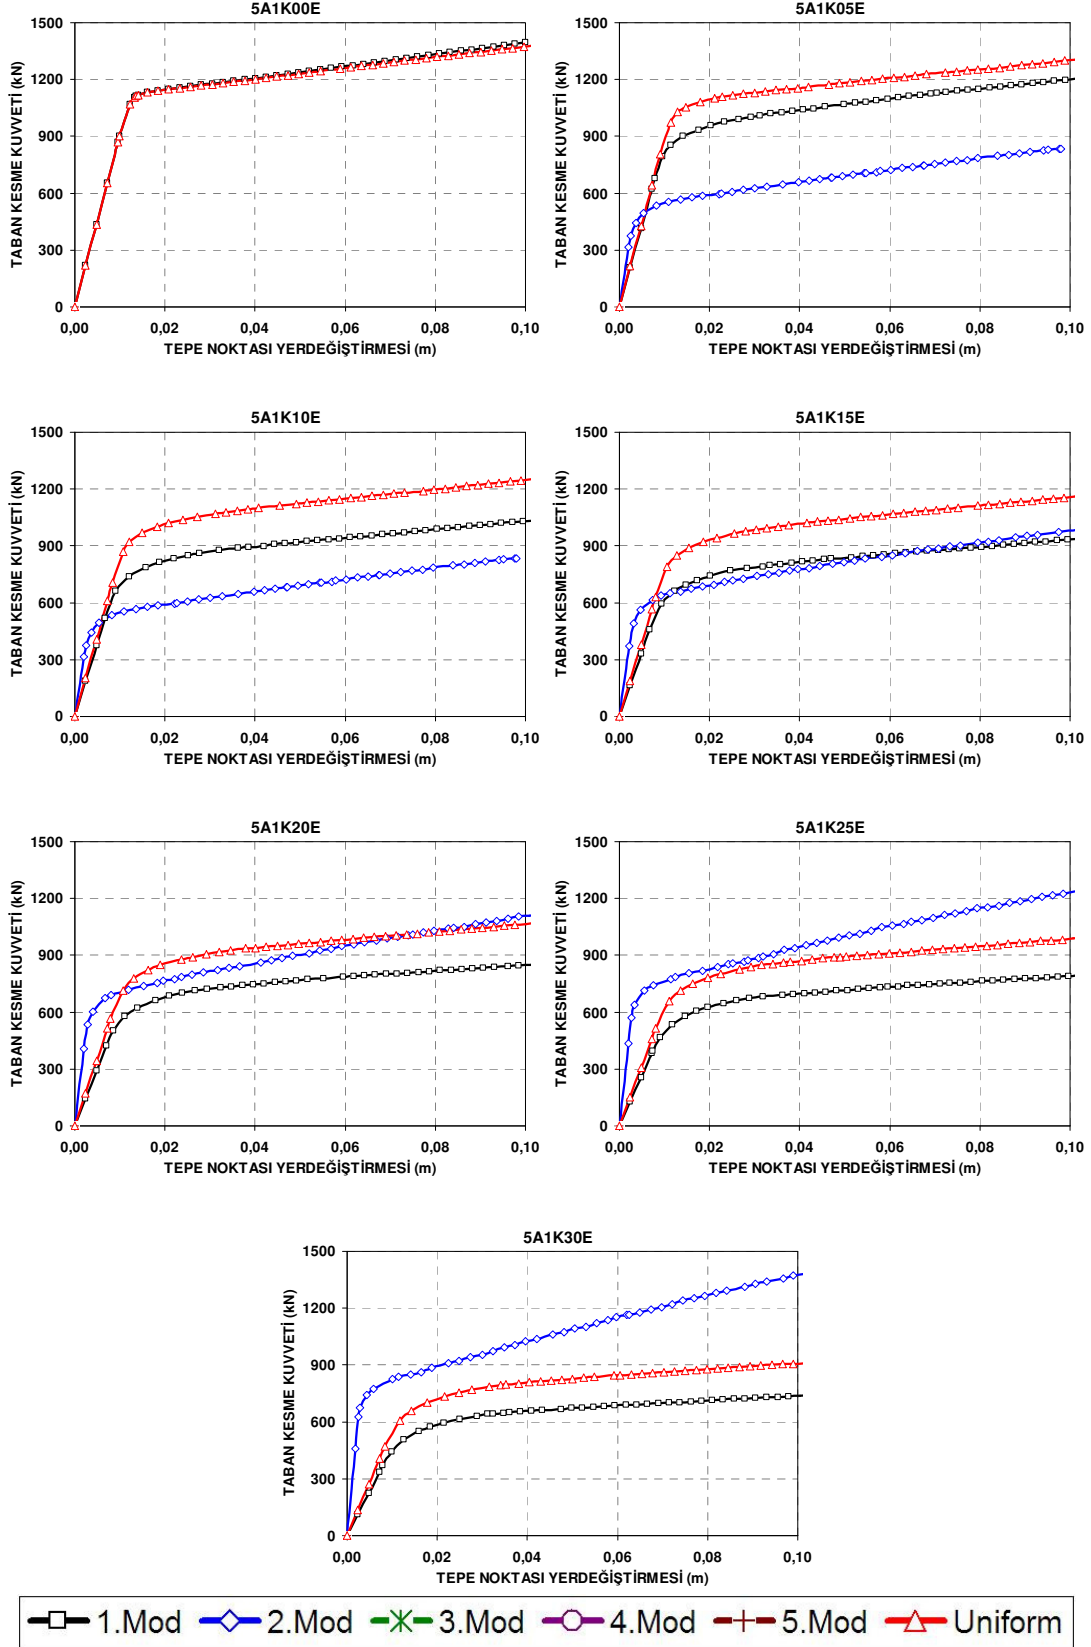 5A1K00E
5A1K05E
TABAN KESME KUVVETİ (kN)
1500
1200
900
600
300
0
0,00 0,02 0,04 0,06 0,08 0,10
TEPE NOKTASI YERDEĞİŞTİRMESİ (m)
TABAN KESME KUVVETİ (kN)
1500
1200
900
600
300
0
0,00 0,02 0,04 0,06 0,08 0,10
TEPE NOKTASI YERDEĞİŞTİRMESİ (m)
5A1K10E
5A1K15E
TABAN KESME KUVVETİ (kN)
1500
1200
900
600
300
0
0,00 0,02 0,04 0,06 0,08 0,10
TEPE NOKTASI YERDEĞİŞTİRMESİ (m)
TABAN KESME KUVVETİ (kN)
1500
1200
900
600
300
0
0,00 0,02 0,04 0,06 0,08 0,10
TEPE NOKTASI YERDEĞİŞTİRMESİ (m)
5A1K20E
5A1K25E
TABAN KESME KUVVETİ (kN)
1500
1200
900
600
300
0
0,00 0,02 0,04 0,06 0,08 0,10
TEPE NOKTASI YERDEĞİŞTİRMESİ (m)
TABAN KESME KUVVETİ (kN)
1500
1200
900
600
300
0
0,00 0,02 0,04 0,06 0,08 0,10
TEPE NOKTASI YERDEĞİŞTİRMESİ (m)
5A1K30E
TABAN KESME KUVVETİ (kN)
1500
1200
900
600
300
0
0,00 0,02 0,04 0,06 0,08 0,10
TEPE NOKTASI YERDEĞİŞTİRMESİ (m)
1.Mod 2.Mod 3.Mod 4.Mod 5.Mod Uniform